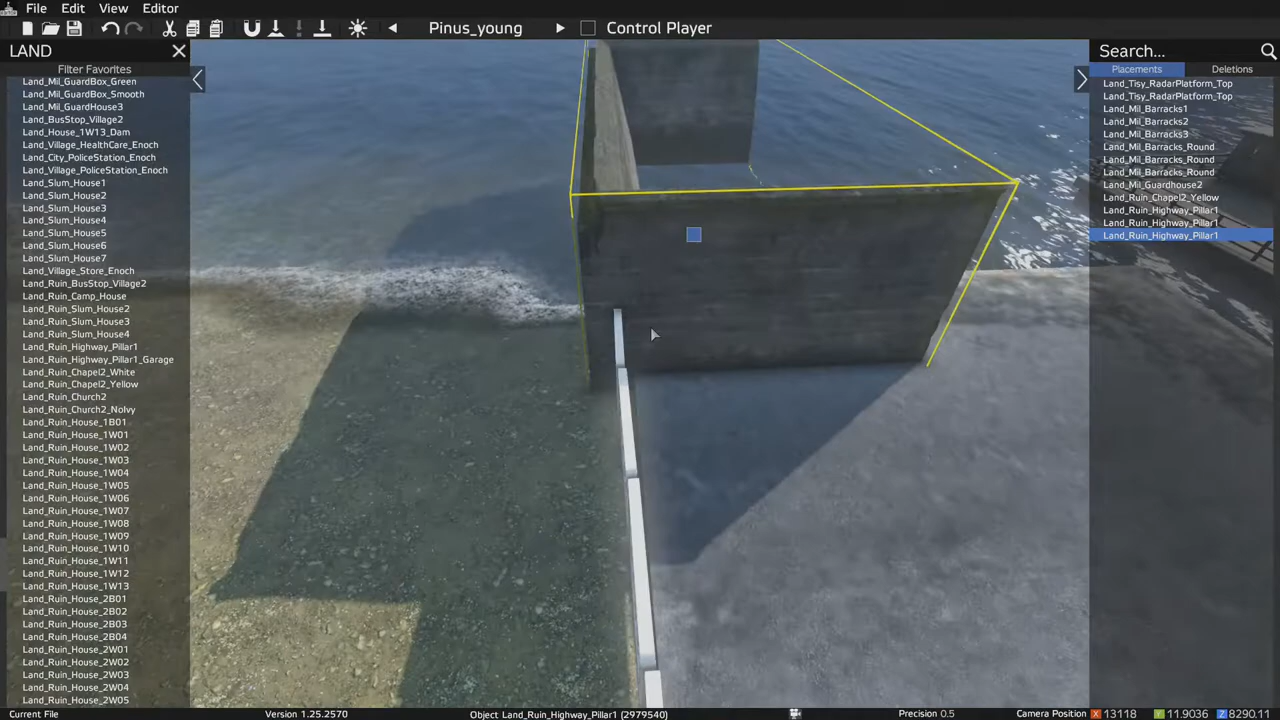 File Edit View Editor
Pinus_young Control Player
LAND
Filter Favorites
Land_Mil_GuardBox_Green
Land_Mil_GuardBox_Smooth
Land_Mil_GuardHouse3
Land_BusStop_Village2
Land_House_1W13_Dam
Land_Village_HealthCare_Enoch
Land_City_PoliceStation_Enoch
Land_Village_PoliceStation_Enoch
Land_Slum_House1
Land_Slum_House2
Land_Slum_House3
Land_Slum_House4
Land_Slum_House5
Land_Slum_House6
Land_Slum_House7
Land_Village_Store_Enoch
Land_Ruin_BusStop_Village2
Land_Ruin_Camp_House
Land_Ruin_Slum_House2
Land_Ruin_Slum_House3
Land_Ruin_Slum_House4
Land_Ruin_Highway_Pillar1
Land_Ruin_Highway_Pillar1_Garage
Land_Ruin_Chapel2_White
Land_Ruin_Chapel2_Yellow
Land_Ruin_Church2
Land_Ruin_Church2_Nolvy
Land_Ruin_House_1B01
Land_Ruin_House_1W01
Land_Ruin_House_1W02
Land_Ruin_House_1W03
Land_Ruin_House_1W04
Land_Ruin_House_1W05
Land_Ruin_House_1W06
Land_Ruin_House_1W07
Land_Ruin_House_1W08
Land_Ruin_House_1W09
Land_Ruin_House_1W10
Land_Ruin_House_1W11
Land_Ruin_House_1W12
Land_Ruin_House_1W13
Land_Ruin_House_2B01
Land_Ruin_House_2B02
Land_Ruin_House_2B03
Land_Ruin_House_2B04
Land_Ruin_House_2W01
Land_Ruin_House_2W02
Land_Ruin_House_2W03
Land_Ruin_House_2W04
Land_Ruin_House_2W05
Search...
Placements Deletions
Land_Tisy_RadarPlatform_Top
Land_Tisy_RadarPlatform_Top
Land_Mil_Barracks1
Land_Mil_Barracks2
Land_Mil_Barracks3
Land_Mil_Barracks_Round
Land_Mil_Barracks_Round
Land_Mil_Barracks_Round
Land_Mil_Guardhouse2
Land_Ruin_Chapel2_Yellow
Land_Ruin_Highway_Pillar1
Land_Ruin_Highway_Pillar1
Land_Ruin_Highway_Pillar1
Current File Version 1.25.2570 Object Land_Ruin_Highway_Pillar1 (2979540) Precision 0.5 Camera Position X 13118 Y 11.9036 Z 8290.11